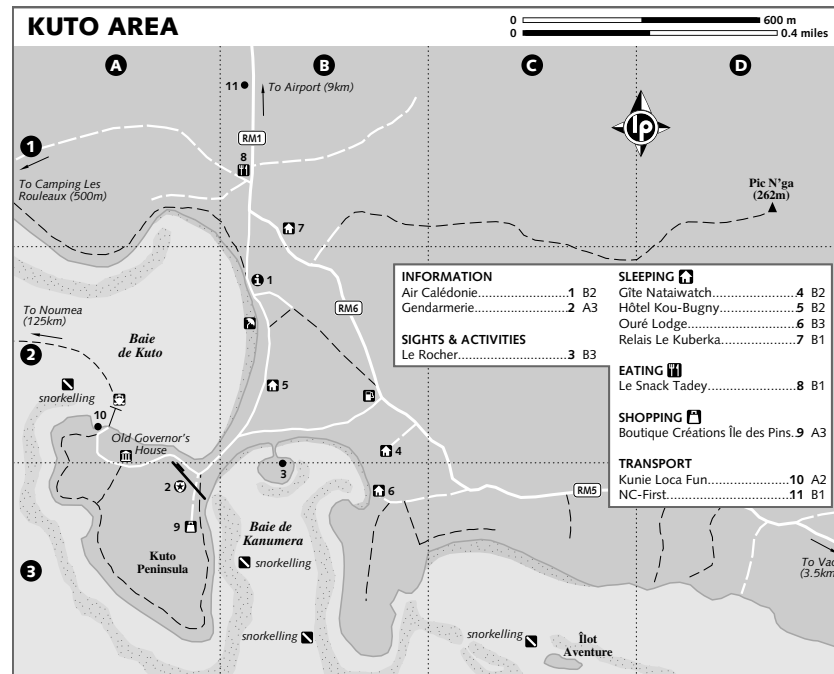 KUTO AREA
0 600 m
0 0.4 miles
A
B
C
D
11
To Airport (9km)
RM1
lp
1
8
To Camping Les
Rouleaux (500m)
Pic N'ga
(262m)
7
INFORMATION
Air Calédonie 1 B2
Gendarmerie 2 A3
SIGHTS & ACTIVITIES
Le Rocher 3 B3
SLEEPING
Gîte Nataiwatch 4 B2
Hôtel Kou-Bugny 5 B2
Ouré Lodge 6 B3
Relais Le Kuberka 7 B1
EATING
Le Snack Tadey 8 B1
SHOPPING
Boutique Créations Île des Pins 9 A3
TRANSPORT
Kunie Loca Fun 10 A2
NC-First 11 B1
1
To Noumea
(125km)
RM6
Baie
de Kuto
2
snorkelling
5
10
Old Governor's
House
4
3
2
6
RM5
9
Baie de
Kanumera
Kuto
Peninsula
snorkelling
3
To Vao
(3.5km
snorkelling
snorkelling
Îlot
Aventure